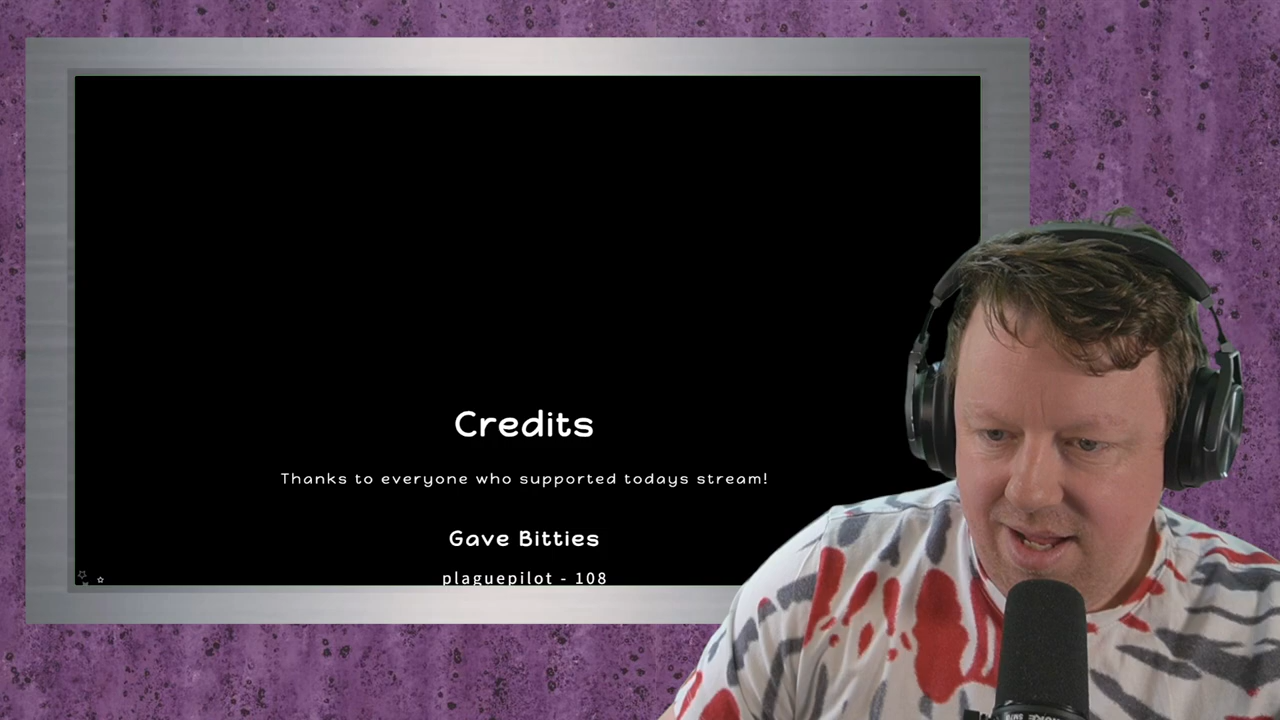 Credits
Thanks to everyone who supported todays stream!
Gave Bitties
plaguepilot - 108